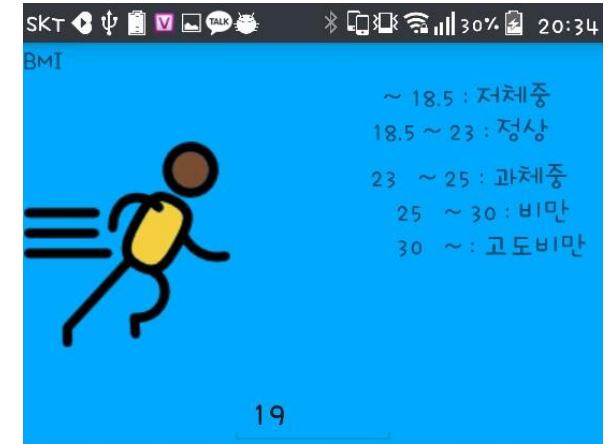 SKT TALK 30% 20:34
BMI
~ 18.5 : 저체중
18.5 ~ 23 : 정상
23 ~ 25 : 과체중
25 ~ 30 : 비만
30 ~ : 고도비만
19